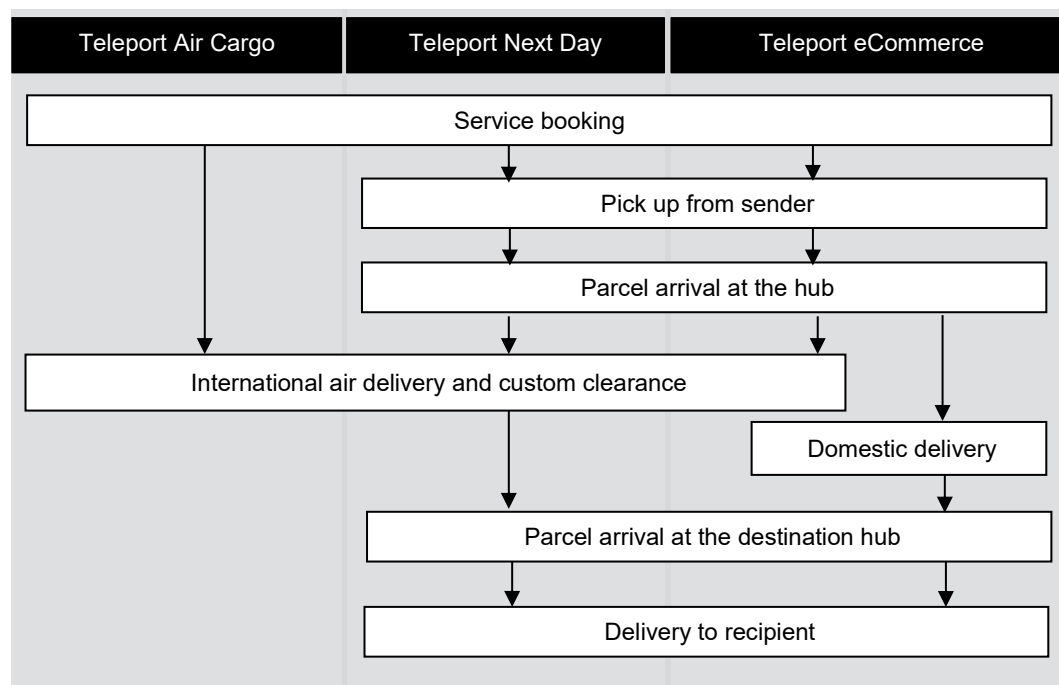 Teleport Air Cargo
Teleport Next Day
Teleport eCommerce
Service booking
Pick up from sender
Parcel arrival at the hub
International air delivery and custom clearance
Domestic delivery
Parcel arrival at the destination hub
Delivery to recipient